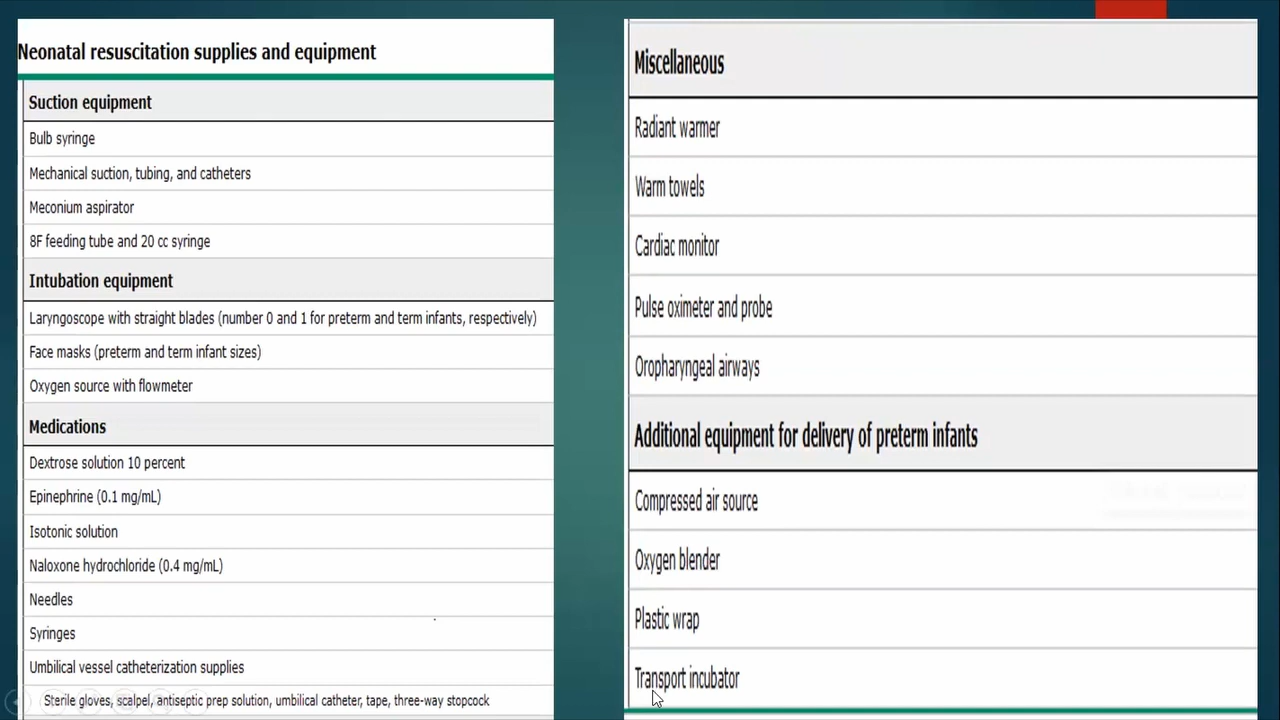 Neonatal resuscitation supplies and equipment
Suction equipment
Bulb syringe
Mechanical suction, tubing, and catheters
Meconium aspirator
8F feeding tube and 20 cc syringe
Intubation equipment
Laryngoscope with straight blades (number 0 and 1 for preterm and term infants, respectively)
Face masks (preterm and term infant sizes)
Oxygen source with flowmeter
Medications
Dextrose solution 10 percent
Epinephrine (0.1 mg/mL)
Isotonic solution
Naloxone hydrochloride (0.4 mg/mL)
Needles
Syringes
Umbilical vessel catheterization supplies
Sterile gloves, scalpel, antiseptic prep solution, umbilical catheter, tape, three-way stopcock
Miscellaneous
Radiant warmer
Warm towels
Cardiac monitor
Pulse oximeter and probe
Oropharyngeal airways
Additional equipment for delivery of preterm infants
Compressed air source
Oxygen blender
Plastic wrap
Transport incubator